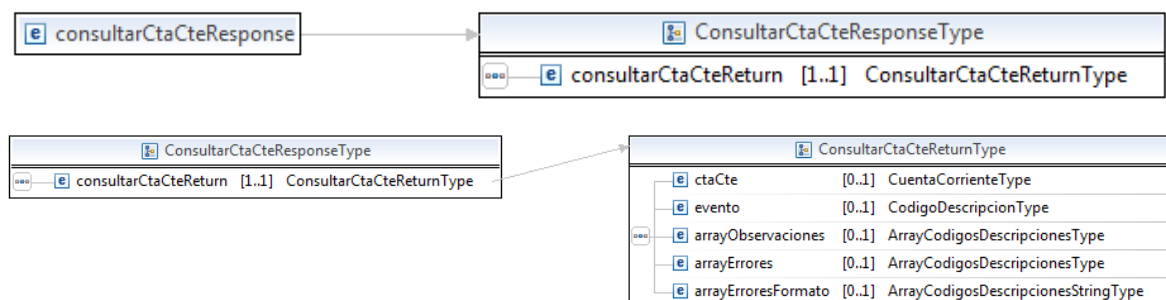 consultarCtaCteResponse
ConsultarCtaCteResponseType
consultarCtaCteReturn [1..1] ConsultarCtaCteReturnType
ConsultarCtaCteResponseType
consultarCtaCteReturn [1..1] ConsultarCtaCteReturnType
ConsultarCtaCteReturnType
ctaCte [0..1] CuentaCorrienteType
evento [0..1] CodigoDescripcionType
arrayObservaciones [0..1] ArrayCodigosDescripcionesType
arrayErrores [0..1] ArrayCodigosDescripcionesType
arrayErroresFormato [0..1] ArrayCodigosDescripcionesStringType